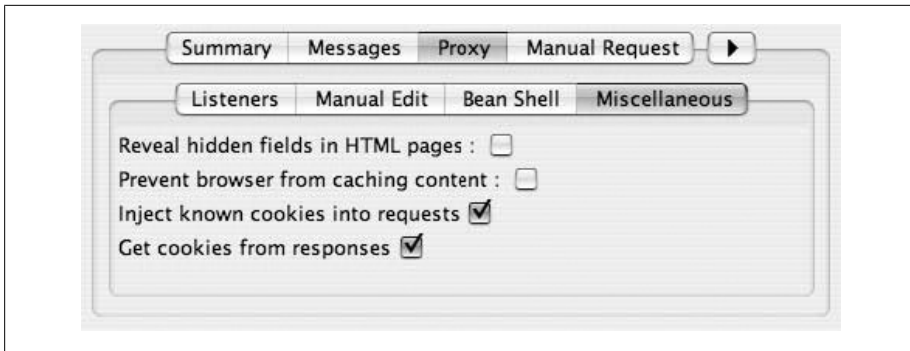 Summary Messages Proxy Manual Request
Listeners Manual Edit Bean Shell Miscellaneous
Reveal hidden fields in HTML pages :
Prevent browser from caching content :
Inject known cookies into requests
Get cookies from responses